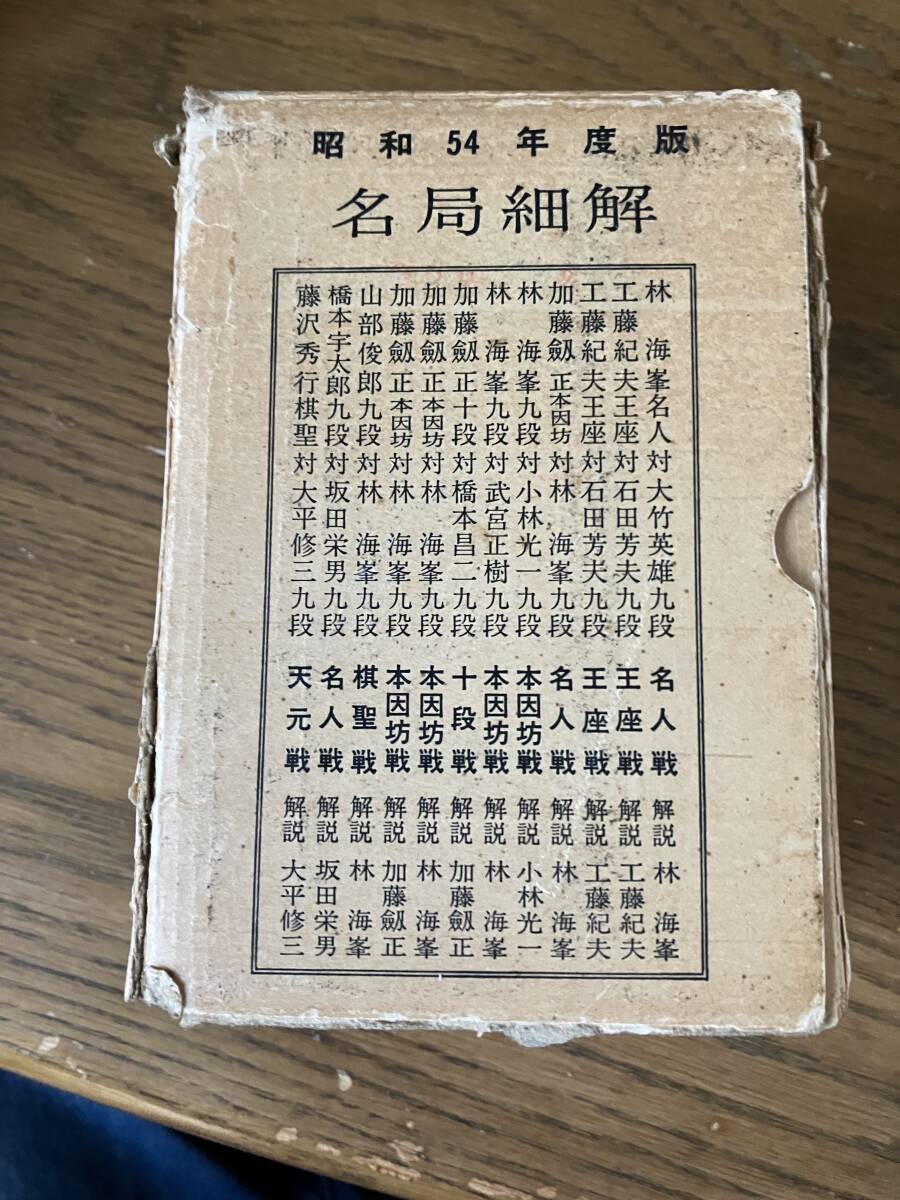 昭和54年度版
名局細解
林海峯名人対大竹英雄九段 名人戦 解説 林海峯
工藤紀夫王座対石田芳夫九段 王座戦 解説 工藤紀夫
工藤紀夫王座対石田芳夫九段 王座戦 解説 工藤紀夫
加藤剱正本因坊対林海峯九段 名人戦 解説 林海峯
林海峯九段対小林光一九段 本因坊戦 解説 小林光一
林海峯九段対武宮正樹九段 本因坊戦 解説 林海峯
加藤剱正十段対橋本昌二九段 十段戦 解説 加藤剱正
加藤剱正本因坊対林海峯九段 本因坊戦 解説 林海峯
加藤剱正本因坊対林海峯九段 本因坊戦 解説 加藤剱正
山部俊郎九段対林海峯九段 棋聖戦 解説 林海峯
橋本宇太郎九段対坂田栄男九段 名人戦 解説 坂田栄男
藤沢秀行棋聖対大平修三九段 天元戦 解説 大平修三